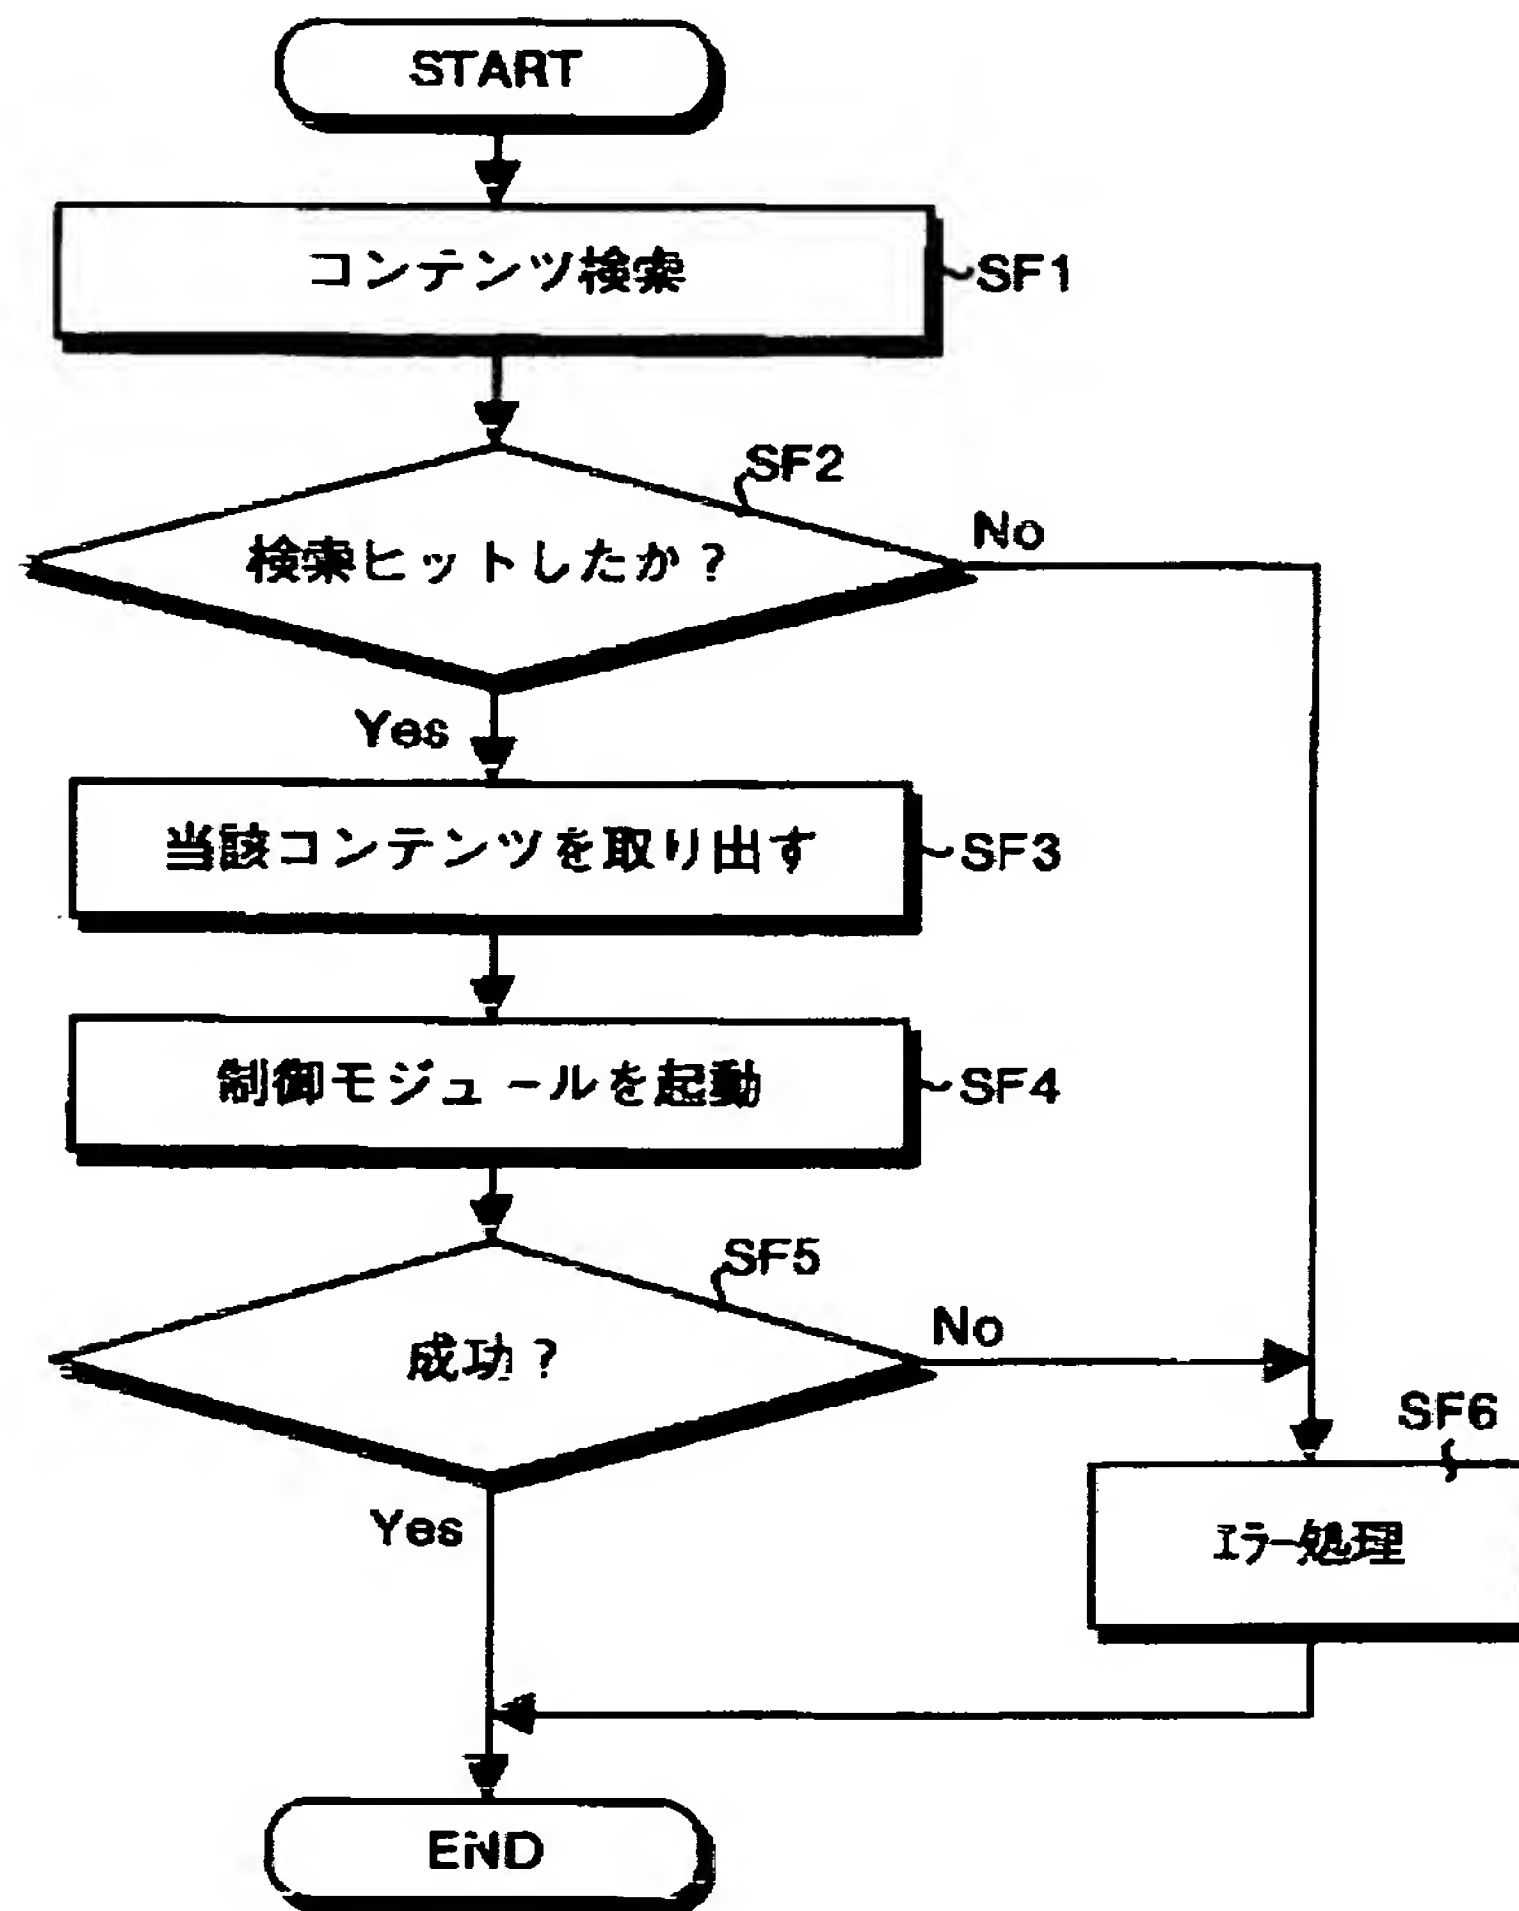 START
コンテンツ検索
SF1
SF2
検索ヒットしたか？
No
Yes
当該コンテンツを取り出す
SF3
制御モジュールを起動
SF4
SF5
成功？
No
SF6
Yes
エラー処理
END